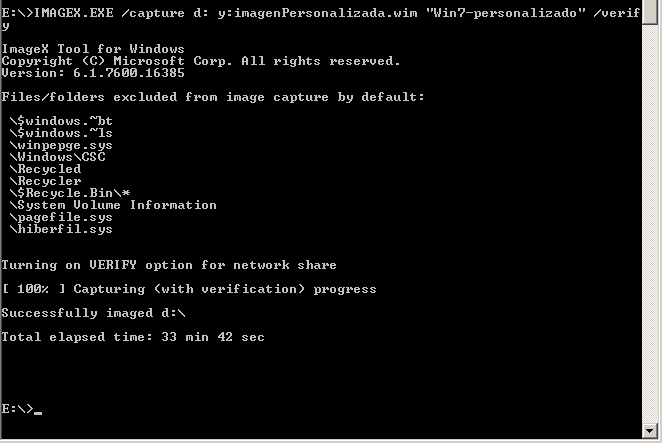 E:\>IMAGEX.EXE /capture d: y:imagenPersonalizada.wim "Win7-personalizado" /verif
y
ImageX Tool for Windows
Copyright (C) Microsoft Corp. All rights reserved.
Version: 6.1.7600.16385
Files/folders excluded from image capture by default:
\$windows.~bt
\$windows.~ls
\winpepge.sys
\Windows\CSC
\Recycled
\Recycler
\$Recycle.Bin\*
\System Volume Information
\pagefile.sys
\hiberfil.sys
Turning on VERIFY option for network share
[ 100% ] Capturing (with verification) progress
Successfully imaged d:\
Total elapsed time: 33 min 42 sec
E:\>_